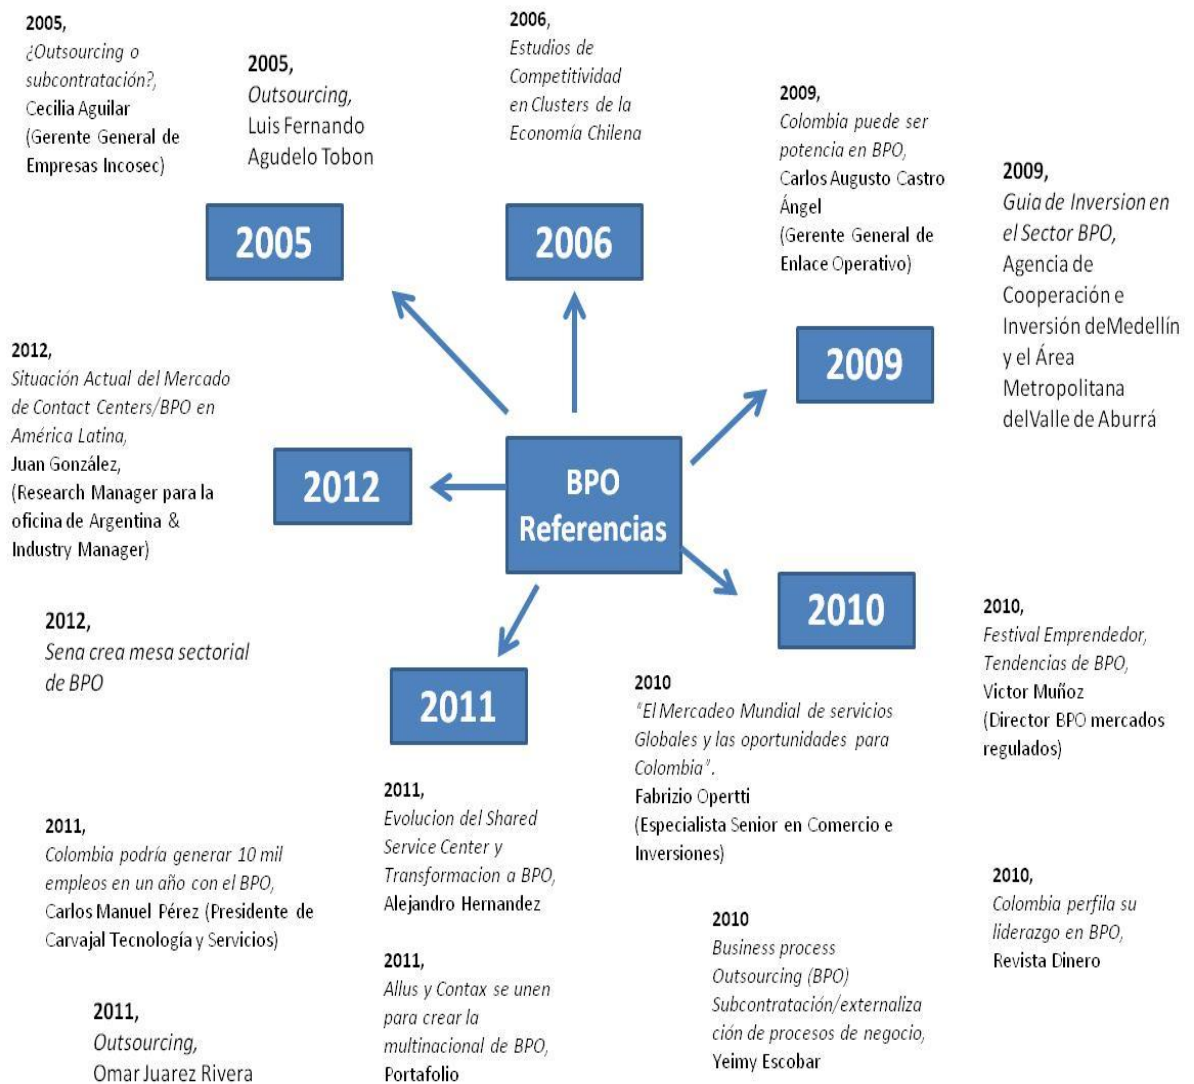 2005,
¿Outsourcing o
subcontratación?,
Cecilia Aguilar
(Gerente General de
Empresas Incosec)
2005,
Outsourcing,
Luis Fernando
Agudelo Tobon
2006,
Estudios de
Competitividad
en Clusters de la
Economía Chilena
2009,
Colombia puede ser
potencia en BPO,
Carlos Augusto Castro
Ángel
(Gerente General de
Enlace Operativo)
2009,
Guia de Inversion en
el Sector BPO,
Agencia de
Cooperación e
Inversión deMedellín
y el Área
Metropolitana
delValle de Aburrá
2005
2006
2009
2012,
Situación Actual del Mercado
de Contact Centers/BPO en
América Latina,
Juan González,
(Research Manager para la
oficina de Argentina &
Industry Manager)
2012
BPO
Referencias
2010
2012,
Sena crea mesa sectorial
de BPO
2011
2010
"El Mercadeo Mundial de servicios
Globales y las oportunidades para
Colombia".
Fabrizio Opertti
(Especialista Senior en Comercio e
Inversiones)
2010,
Festival Emprendedor,
Tendencias de BPO,
Victor Muñoz
(Director BPO mercados
regulados)
2011,
Colombia podría generar 10 mil
empleos en un año con el BPO,
Carlos Manuel Pérez (Presidente de
Carvajal Tecnología y Servicios)
2011,
Evolucion del Shared
Service Center y
Transformacion a BPO,
Alejandro Hernandez
2010,
Colombia perfila su
liderazgo en BPO,
Revista Dinero
2011,
Outsourcing,
Omar Juarez Rivera
2011,
Allus y Contax se unen
para crear la
multinacional de BPO,
Portafolio
2010
Business process
Outsourcing (BPO)
Subcontratación/externaliza
ción de procesos de negocio,
Yeimy Escobar